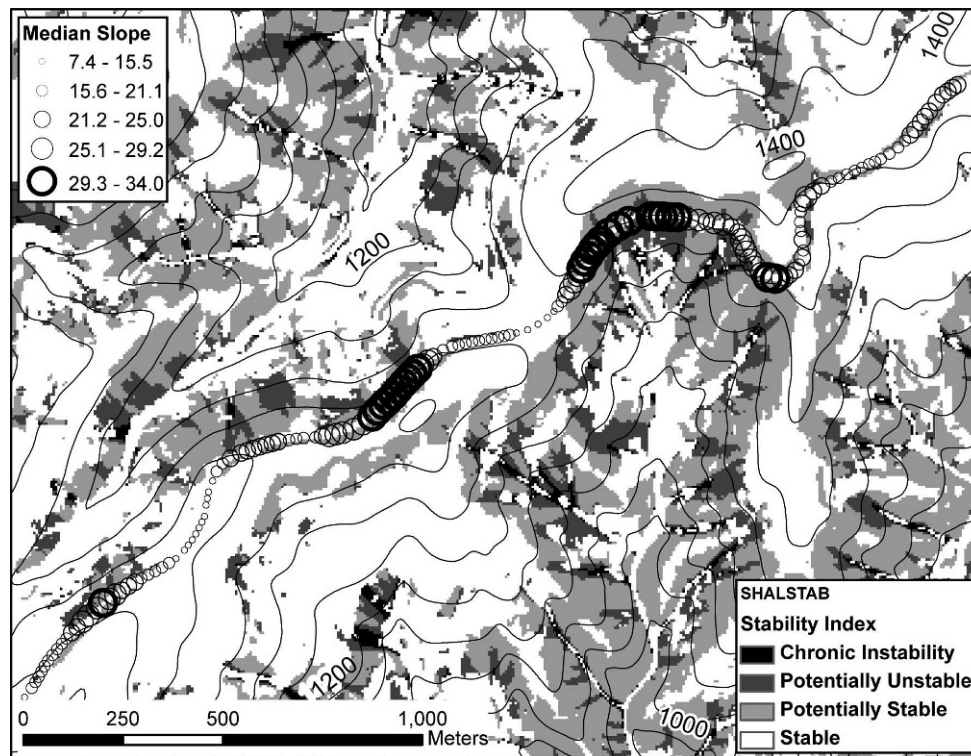 Median Slope
7.4 - 15.5
15.6 - 21.1
21.2 - 25.0
25.1 - 29.2
29.3 - 34.0
1400
1400
1200
1200
1000
0 250 500 1,000
Meters
SHALSTAB
Stability Index
Chronic Instability
Potentially Unstable
Potentially Stable
Stable